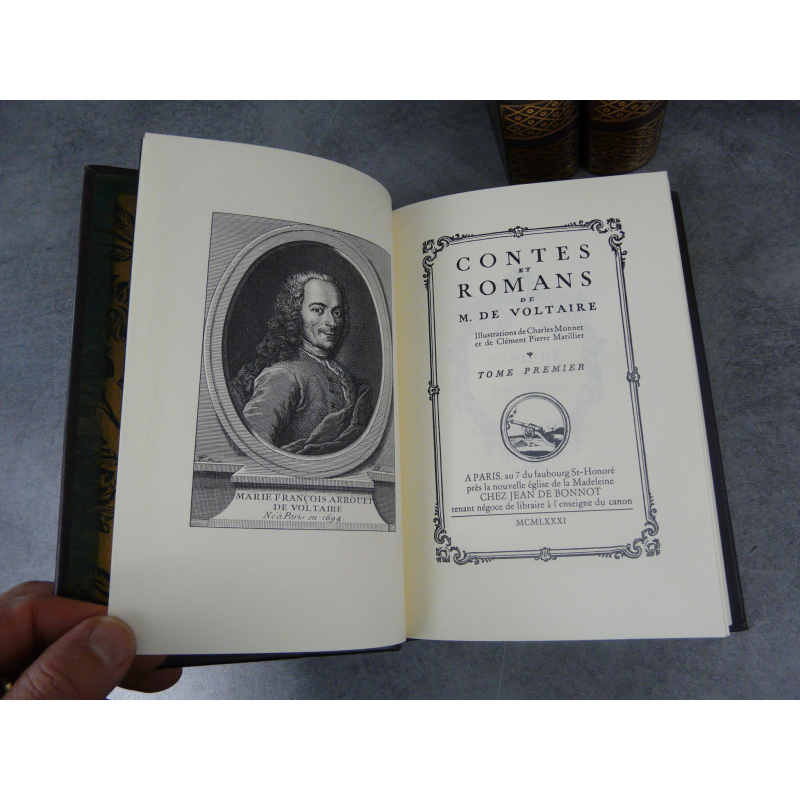 MARIE FRANÇOIS ARROUET
DE VOLTAIRE
Né à Paris en 1694
CONTES
ET
ROMANS
DE
M. DE VOLTAIRE
Illustrations de Charles Monnet
et de Clément Pierre Marillier
TOME PREMIER
A PARIS, au 7 du faubourg St-Honoré
près la nouvelle église de la Madeleine
CHEZ JEAN DE BONNOT
tenant négoce de libraire à l'enseigne du canon
MCMLXXXI